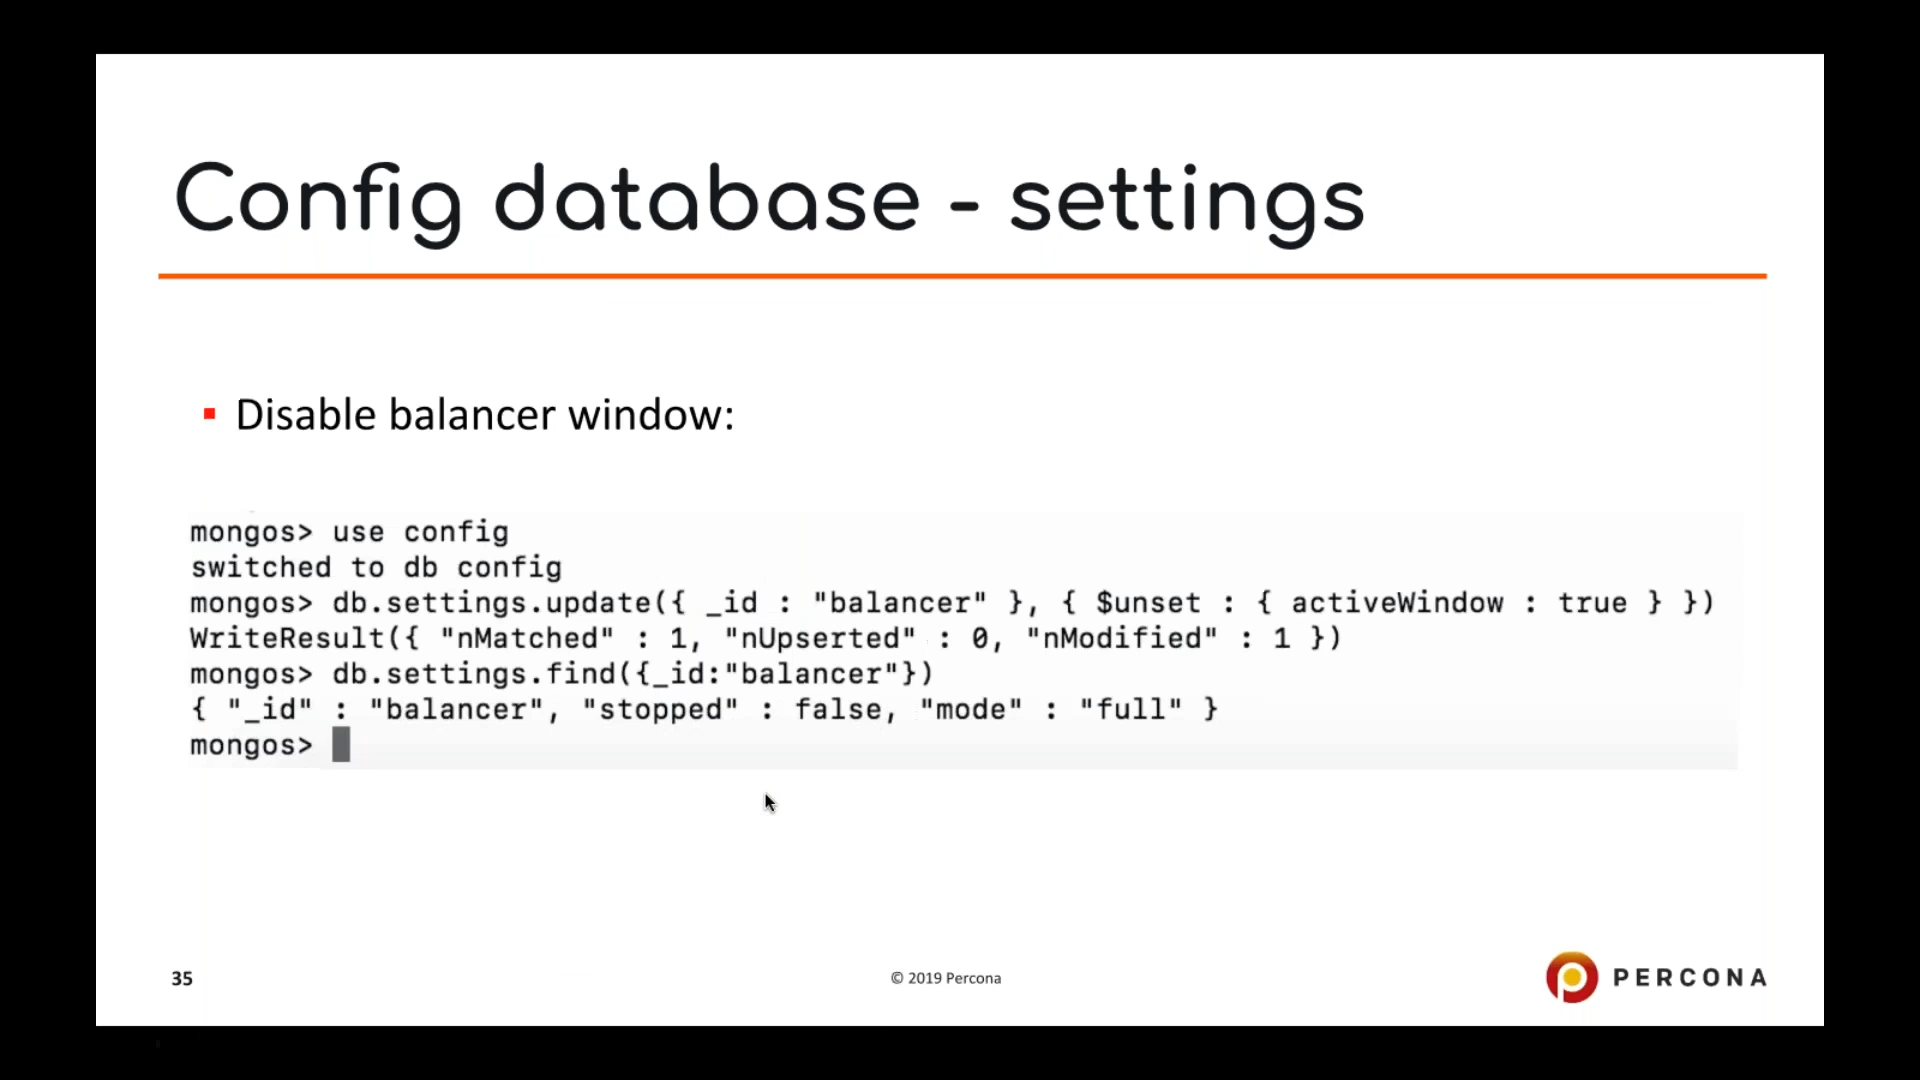 Config database - settings
▪ Disable balancer window:
mongos> use config
switched to db config
mongos> db.settings.update({ _id : "balancer" }, { $unset : { activeWindow : true } })
WriteResult({ "nMatched" : 1, "nUpserted" : 0, "nModified" : 1 })
mongos> db.settings.find({_id:"balancer"})
{ "_id" : "balancer", "stopped" : false, "mode" : "full" }
mongos>
35
© 2019 Percona
PERCONA